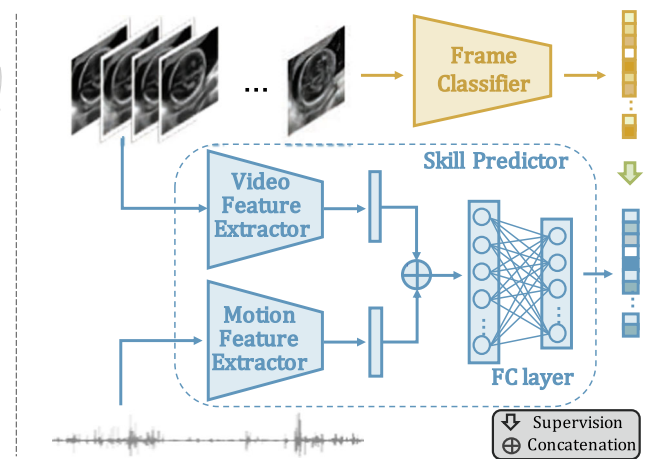 Frame
Classifier
...
Skill Predictor
Video
Feature
Extractor
Motion
Feature
Extractor
FC layer
Supervision
Concatenation